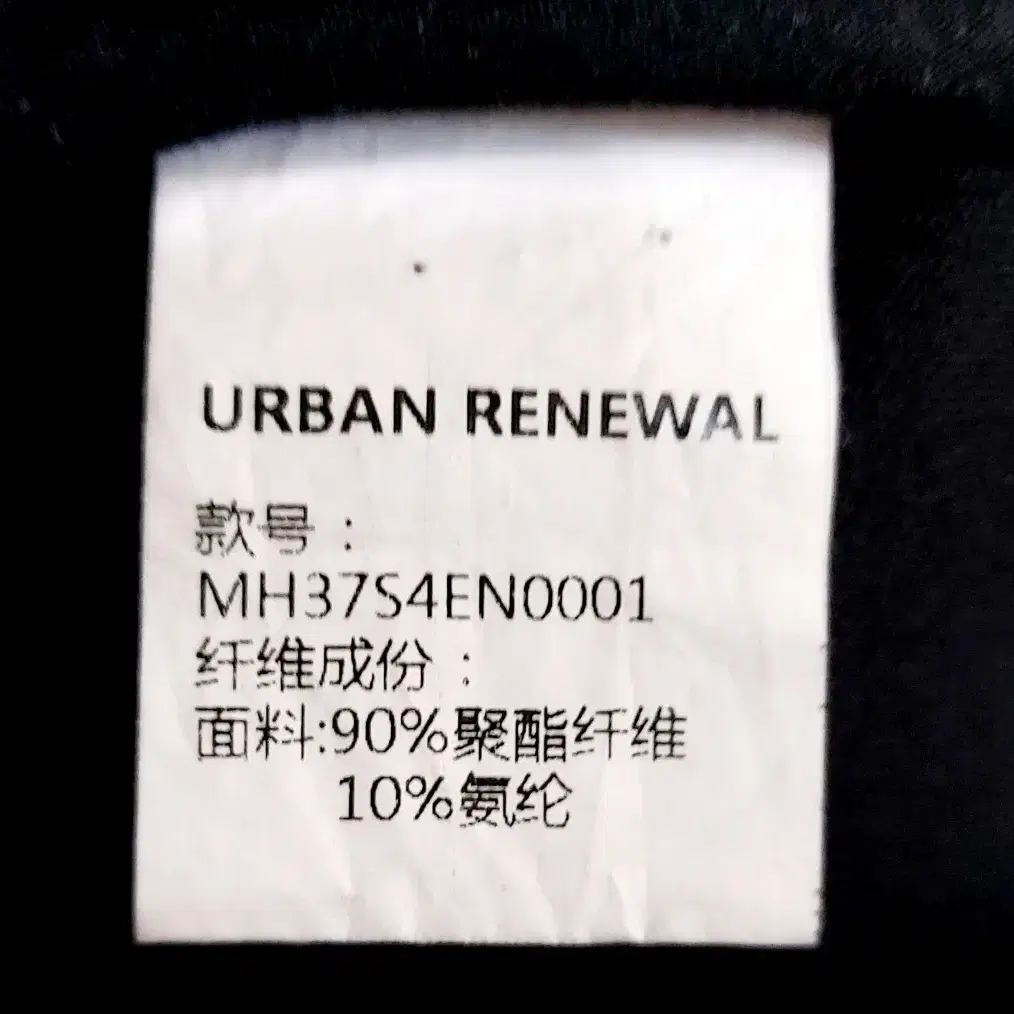 URBAN RENEWAL
款号：
MH37S4EN0001
纤维成份：
面料:90%聚酯纤维
10%氨纶